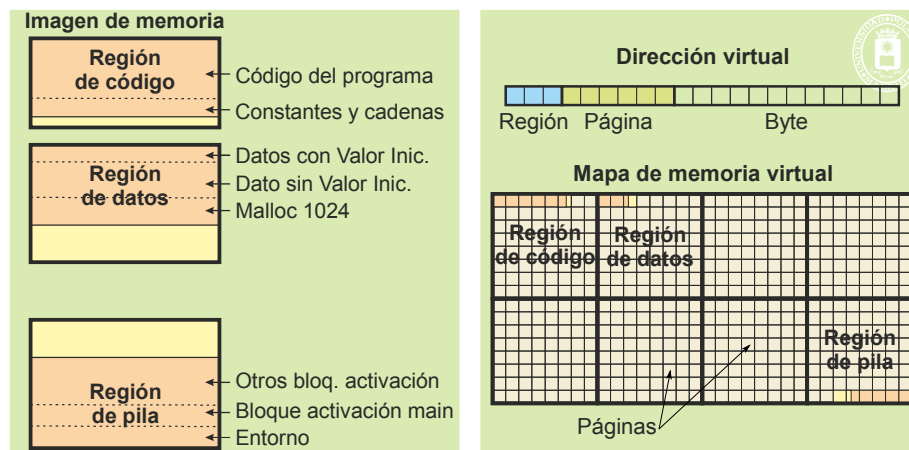 Imagen de memoria
Región
de código
Código del programa
Constantes y cadenas
Región
de datos
Datos con Valor Inic.
Dato sin Valor Inic.
Malloc 1024
Región
de pila
Otros bloq. activación
Bloque activación main
Entorno
Dirección virtual
Región Página Byte
Mapa de memoria virtual
Región
de código
Región
de datos
Región
de pila
Páginas